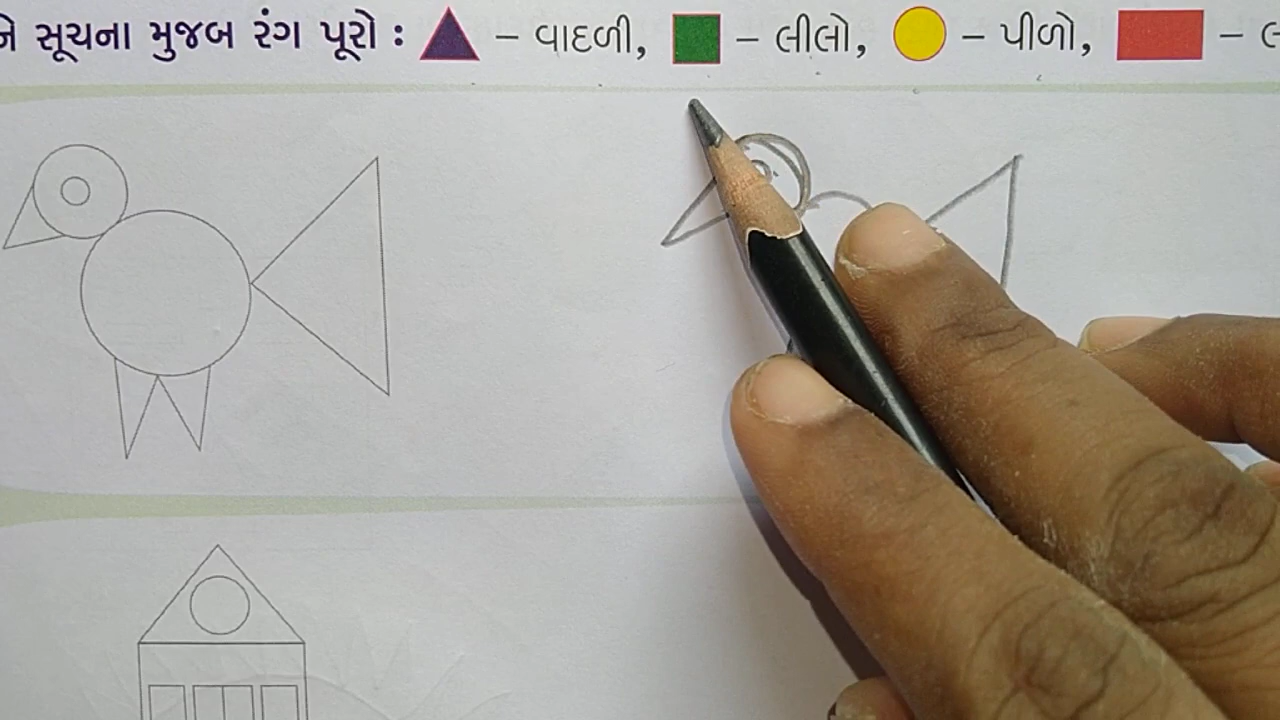 સૂચના મુજબ રંગ પૂરો : – વાદળી, – લીલો, – પીળો, –